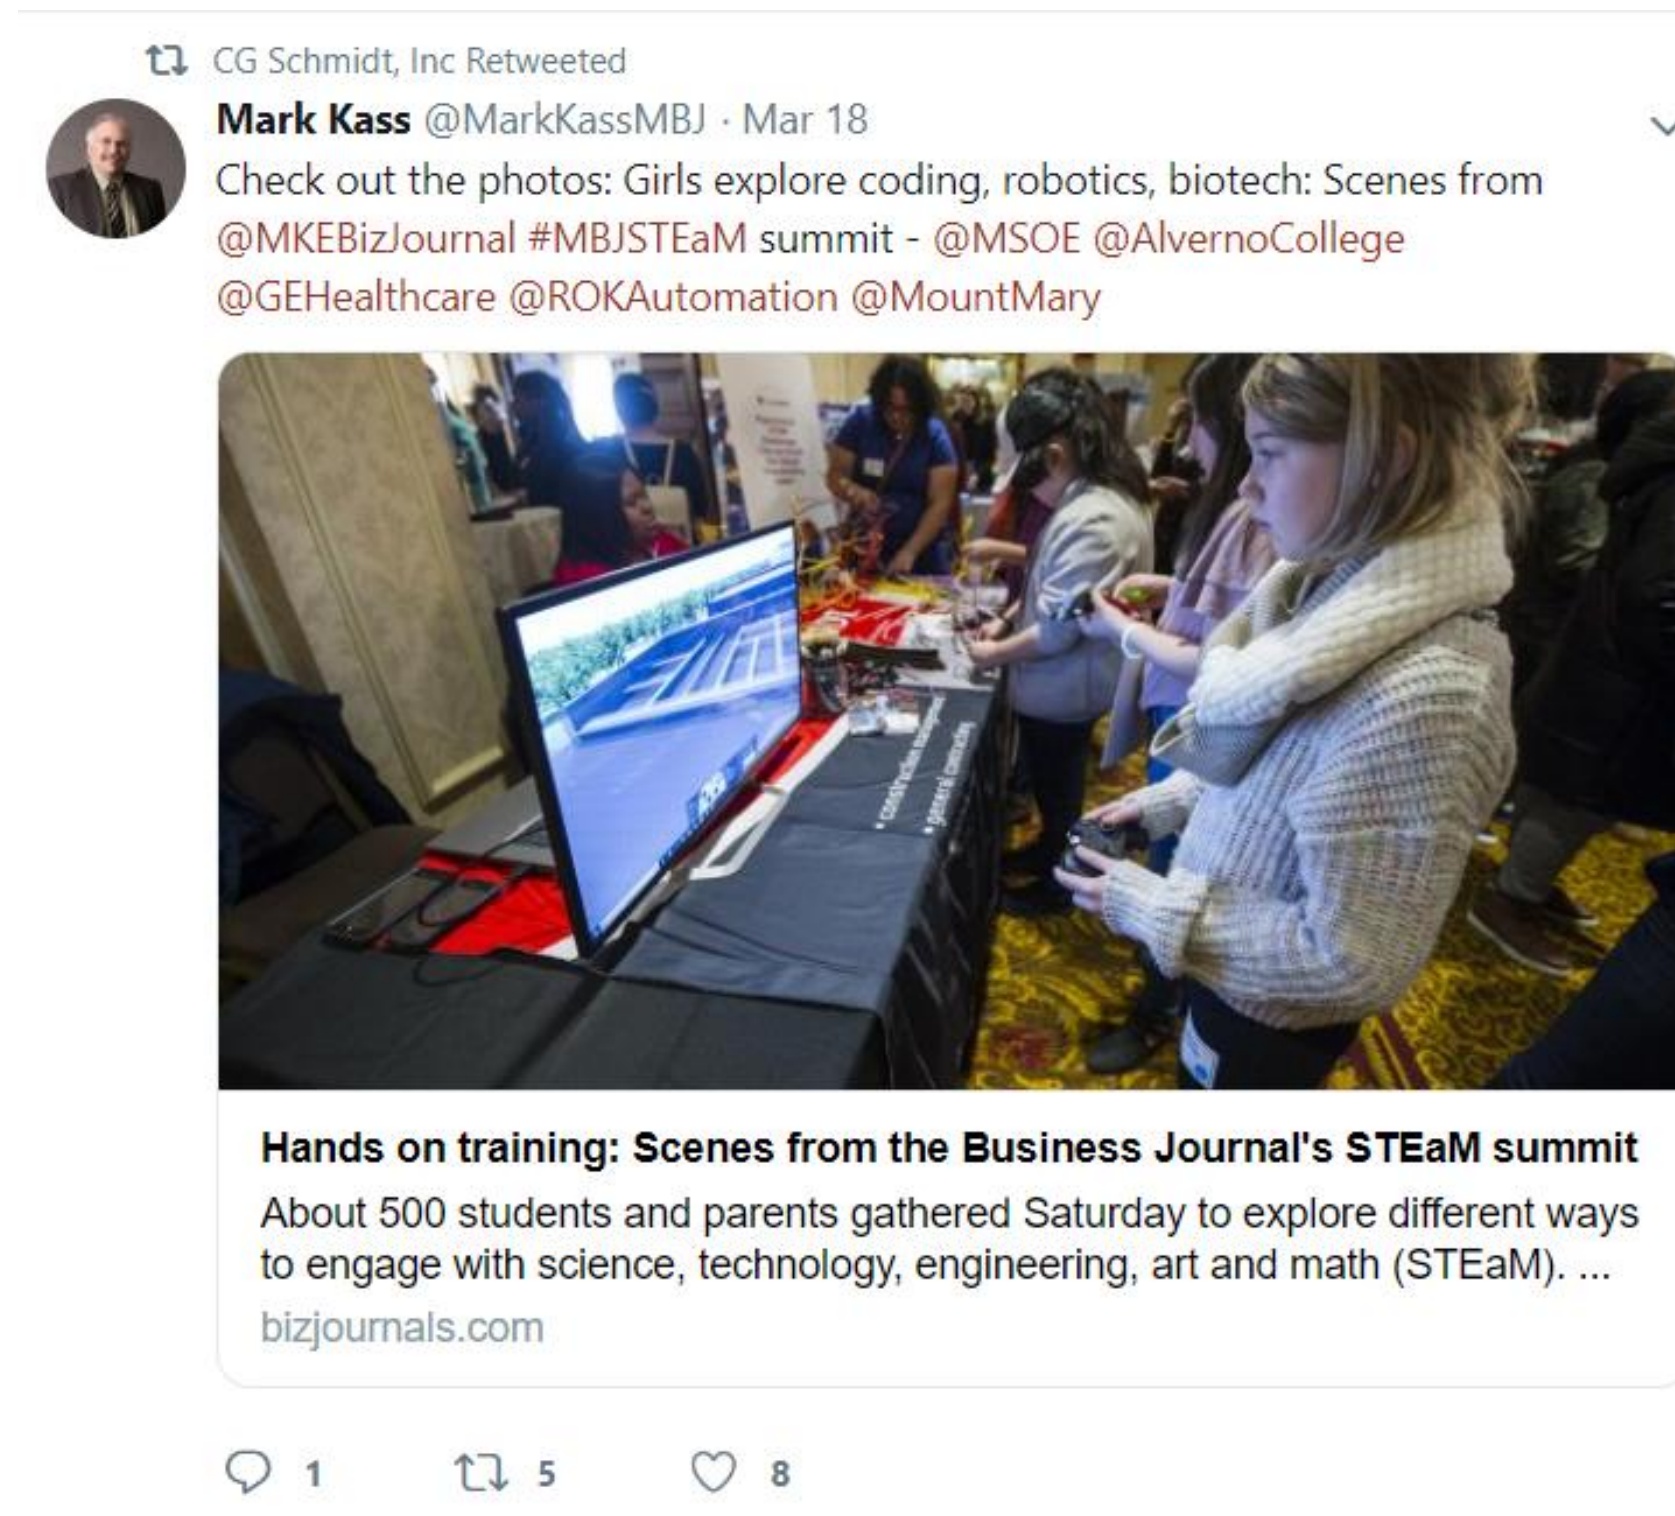 CG Schmidt, Inc Retweeted
Mark Kass @MarkKassMBJ · Mar 18
Check out the photos: Girls explore coding, robotics, biotech: Scenes from
@MKEBizJournal #MBJSTEaM summit - @MSOE @AlvernoCollege
@GEHealthcare @ROKAutomation @MountMary
• construction management
• general contracting
Hands on training: Scenes from the Business Journal's STEaM summit
About 500 students and parents gathered Saturday to explore different ways
to engage with science, technology, engineering, art and math (STEaM). ...
bizjournals.com
1 5 8